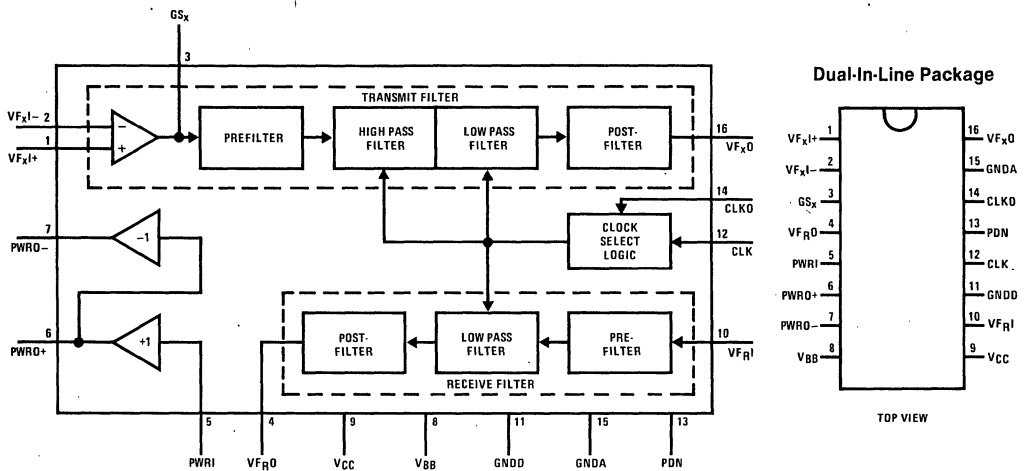 GSx
3
TRANSMIT FILTER
VFxI– 2
1
VFxI+
–
+
PREFILTER
HIGH PASS
FILTER
LOW PASS
FILTER
POST-
FILTER
16
VFxO
14
CLKO
CLOCK
SELECT
LOGIC
12
CLK
7
PWRO–
–1
6
PWRO+
+1
POST-
FILTER
LOW PASS
FILTER
PRE-
FILTER
10
VFRI
RECEIVE FILTER
5
4
9
8
11
15
13
PWRI
VFRO
VCC
VBB
GNDD
GNDA
PDN
Dual-In-Line Package
VFxI+ 1
VFxI– 2
GSx 3
VFRO 4
PWRI 5
PWRO+ 6
PWRO– 7
VBB 8
16 VFxO
15 GNDA
14 CLKO
13 PDN
12 CLK
11 GNDD
10 VFRI
9 VCC
TOP VIEW